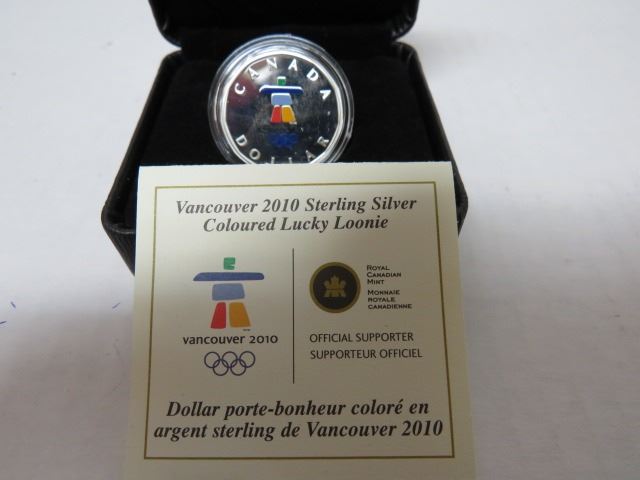 CANADA
DOLLAR
Vancouver 2010 Sterling Silver
Coloured Lucky Loonie
vancouver 2010
ROYAL
CANADIAN
MINT
MONNAIE
ROYALE
CANADIENNE
OFFICIAL SUPPORTER
SUPPORTEUR OFFICIEL
Dollar porte-bonheur coloré en
argent sterling de Vancouver 2010